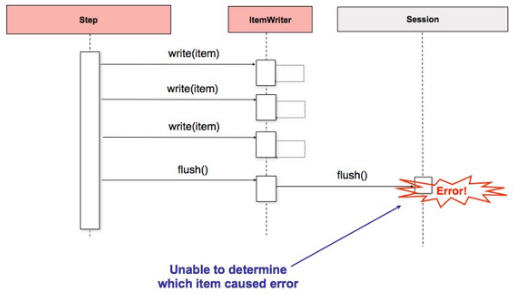 Step
ItemWriter
Session
write(item)
write(item)
write(item)
flush()
flush()
Error!
Unable to determine
which item caused error